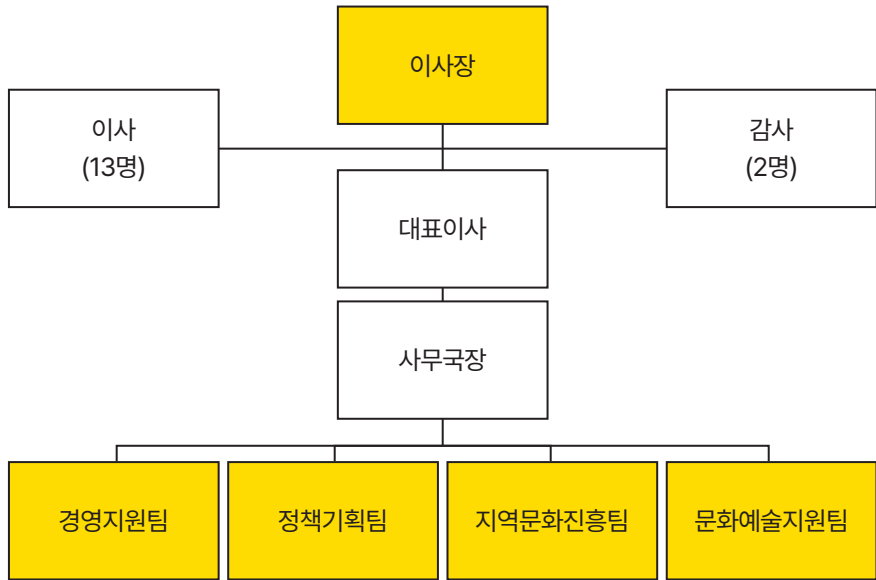 이사장
이사
(13명)
감사
(2명)
대표이사
사무국장
경영지원팀
정책기획팀
지역문화진흥팀
문화예술지원팀